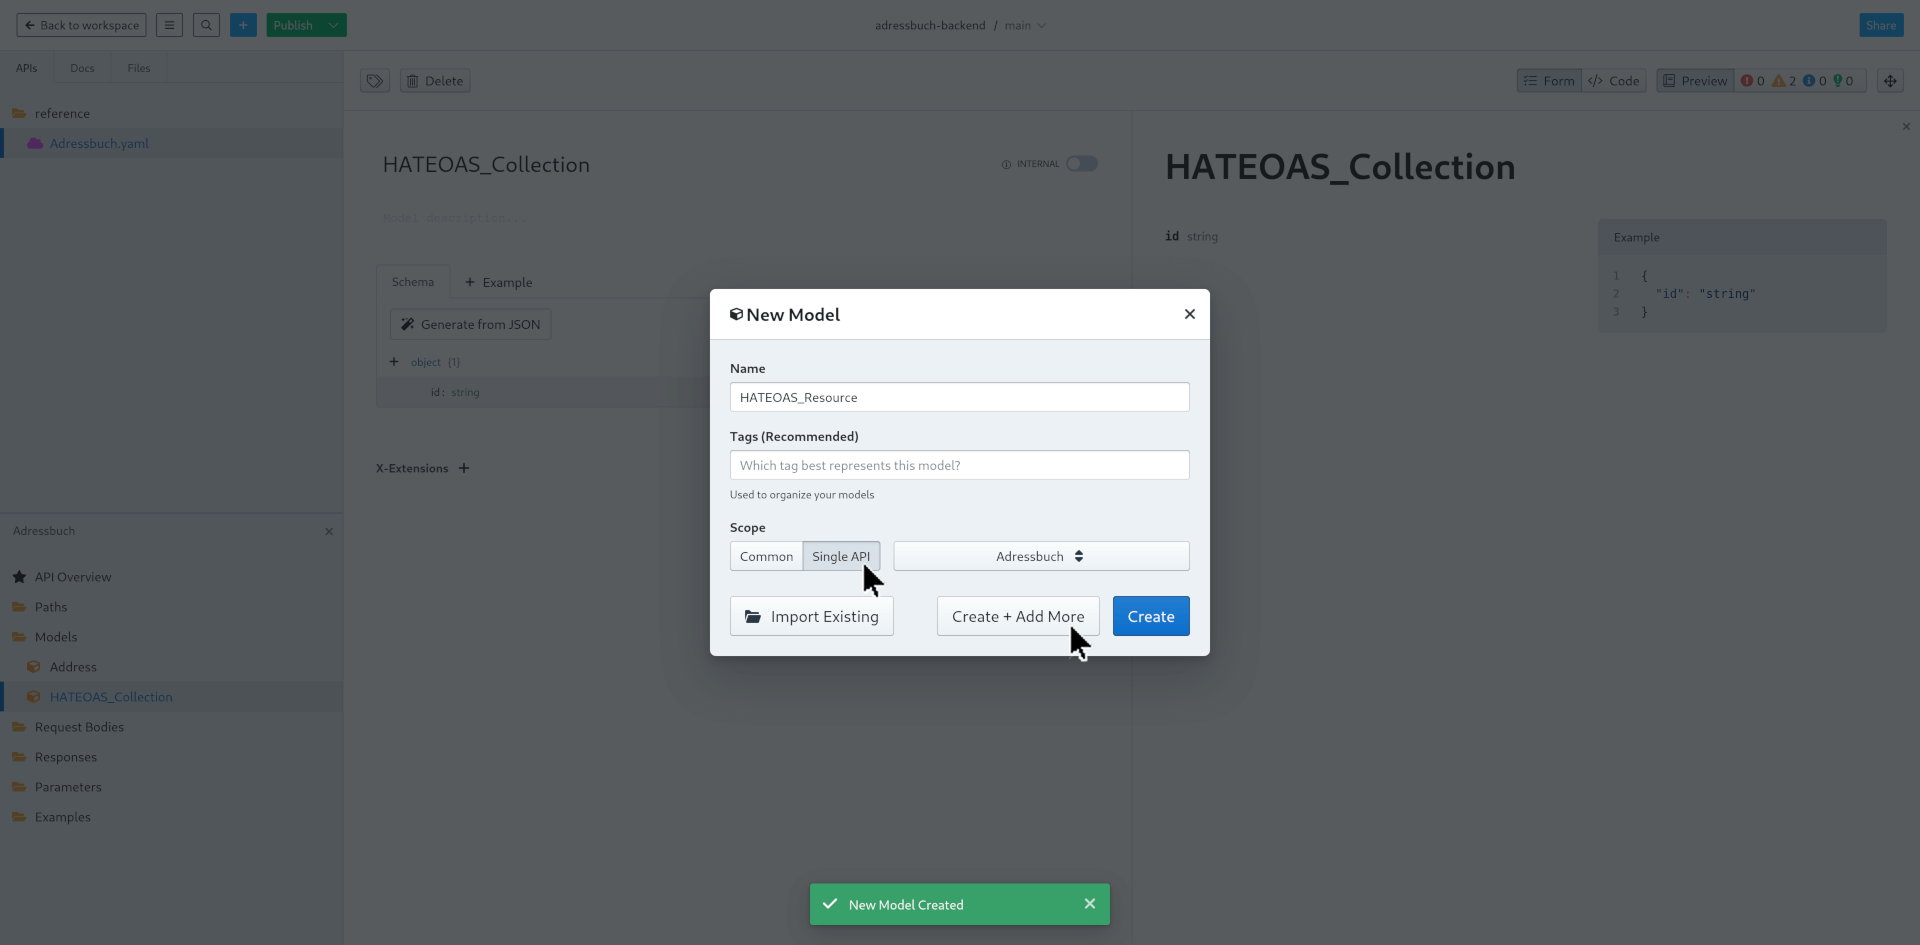 Back to workspace
Publish
adressbuch-backend / main
Share
APIs
Docs
Files
Delete
Form
Code
Preview
0
2
0
0
reference
Adressbuch.yaml
HATEOAS_Collection
INTERNAL
Model description...
Schema
Example
Generate from JSON
object {1}
id: string
X-Extensions
HATEOAS_Collection
id string
Example
1 {
2 "id": "string"
3 }
New Model
Name
HATEOAS_Resource
Tags (Recommended)
Which tag best represents this model?
Used to organize your models
Scope
Common
Single API
Adressbuch
Import Existing
Create + Add More
Create
Adressbuch
API Overview
Paths
Models
Address
HATEOAS_Collection
Request Bodies
Responses
Parameters
Examples
New Model Created